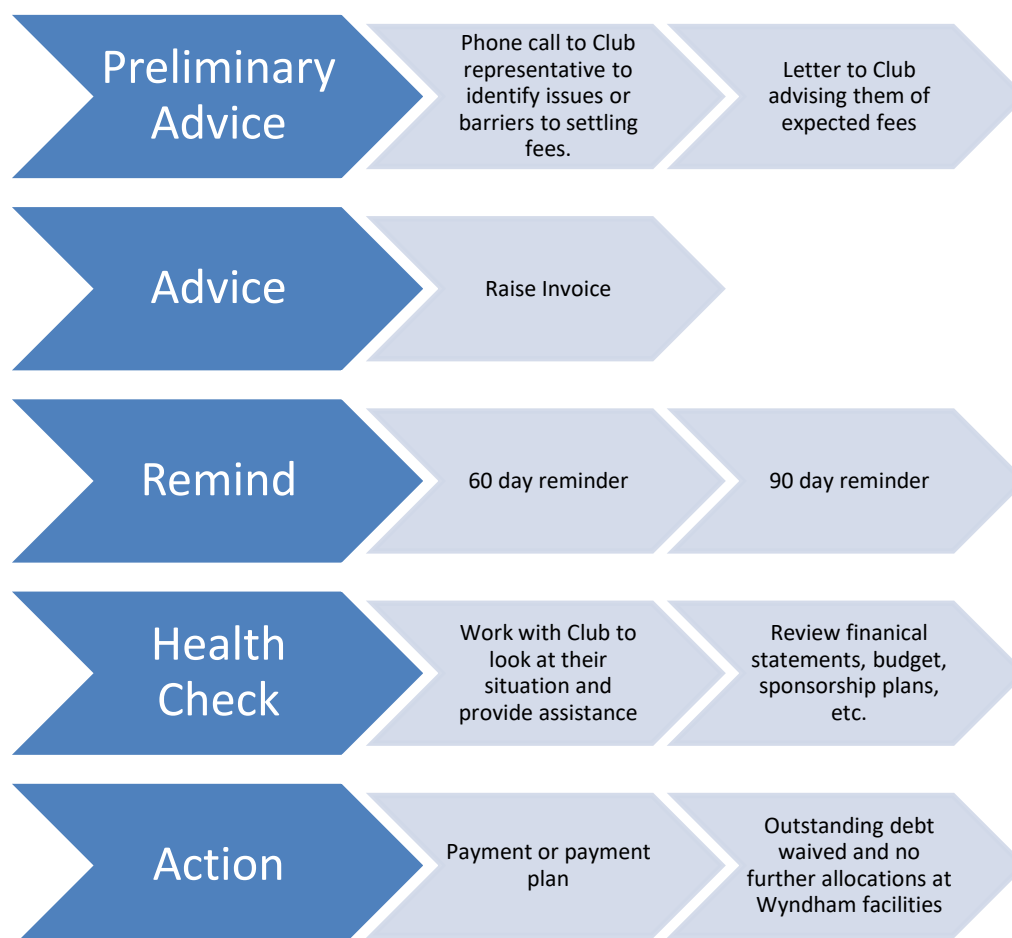 Preliminary
Advice
Phone call to Club
representative to
identify issues or
barriers to settling
fees.
Letter to Club
advising them of
expected fees
Advice
Raise Invoice
Remind
60 day reminder
90 day reminder
Health
Check
Work with Club to
look at their
situation and
provide assistance
Review finanical
statements, budget,
sponsorship plans,
etc.
Action
Payment or payment
plan
Outstanding debt
waived and no
further allocations at
Wyndham facilities